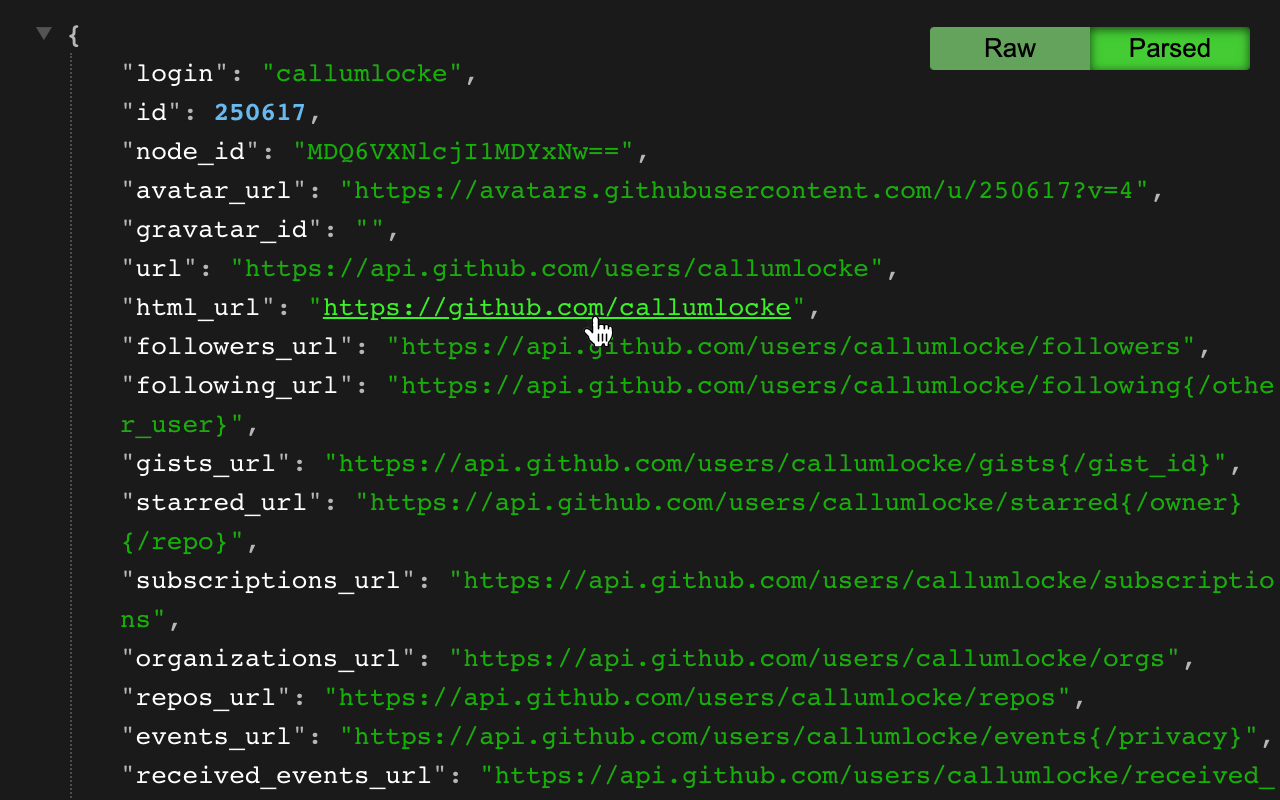 {
Raw Parsed
"login": "callumlocke",
"id": 250617,
"node_id": "MDQ6VXNlcjI1MDYxNw==",
"avatar_url": "https://avatars.githubusercontent.com/u/250617?v=4",
"gravatar_id": "",
"url": "https://api.github.com/users/callumlocke",
"html_url": "https://github.com/callumlocke",
"followers_url": "https://api.github.com/users/callumlocke/followers",
"following_url": "https://api.github.com/users/callumlocke/following{/othe
r_user}",
"gists_url": "https://api.github.com/users/callumlocke/gists{/gist_id}",
"starred_url": "https://api.github.com/users/callumlocke/starred{/owner}
{/repo}",
"subscriptions_url": "https://api.github.com/users/callumlocke/subscriptio
ns",
"organizations_url": "https://api.github.com/users/callumlocke/orgs",
"repos_url": "https://api.github.com/users/callumlocke/repos",
"events_url": "https://api.github.com/users/callumlocke/events{/privacy}",
"received_events_url": "https://api.github.com/users/callumlocke/received_